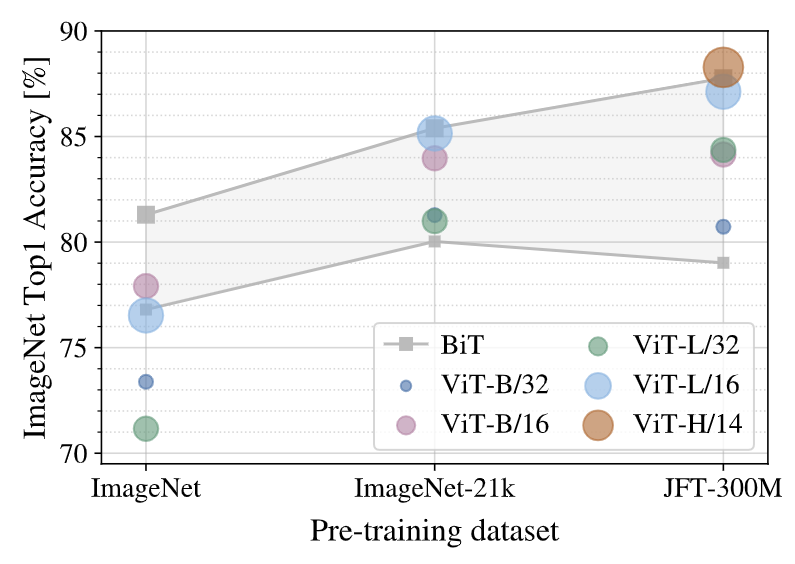 90
85
80
75
70
ImageNet Top1 Accuracy [%]
BiT
ViT-B/32
ViT-B/16
ViT-L/32
ViT-L/16
ViT-H/14
ImageNet
ImageNet-21k
JFT-300M
Pre-training dataset